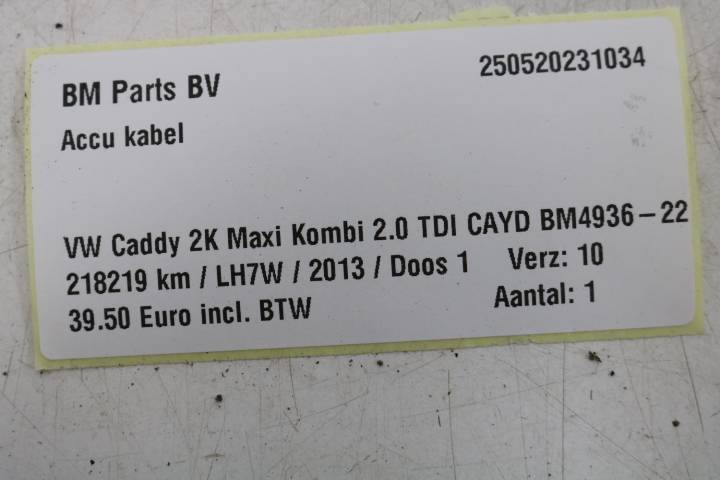 BM Parts BV 250520231034
Accu kabel
VW Caddy 2K Maxi Kombi 2.0 TDI CAYD BM4936-22
218219 km / LH7W / 2013 / Doos 1 Verz: 10
39.50 Euro incl. BTW Aantal: 1